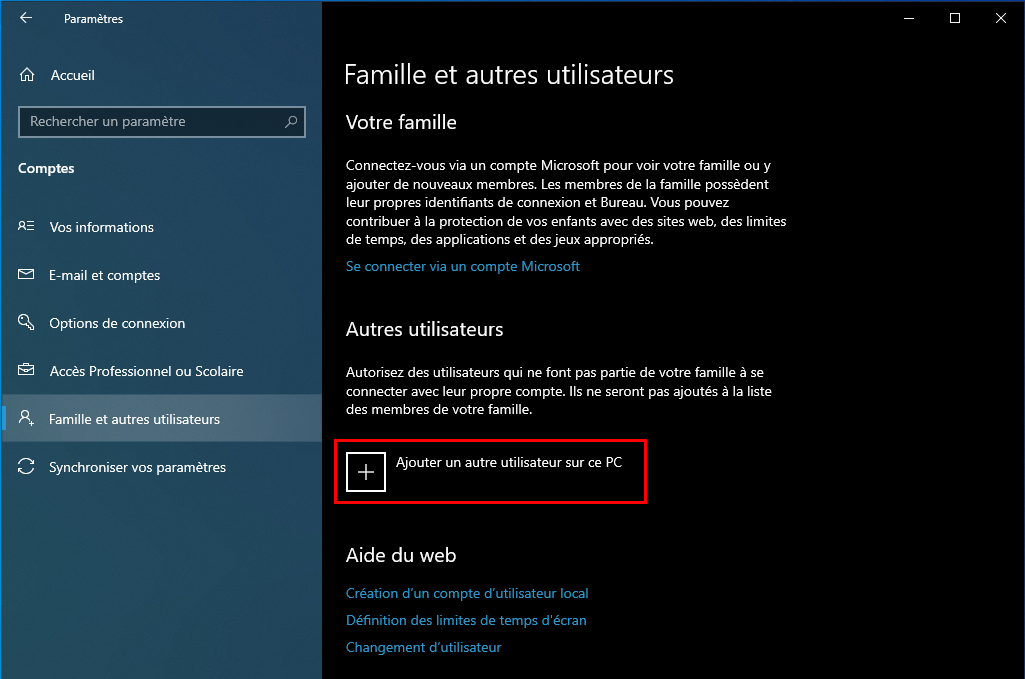 Paramètres
Accueil
Rechercher un paramètre
Comptes
Vos informations
E-mail et comptes
Options de connexion
Accès Professionnel ou Scolaire
Famille et autres utilisateurs
Synchroniser vos paramètres
Famille et autres utilisateurs
Votre famille
Connectez-vous via un compte Microsoft pour voir votre famille ou y
ajouter de nouveaux membres. Les membres de la famille possèdent
leur propres identifiants de connexion et Bureau. Vous pouvez
contribuer à la protection de vos enfants avec des sites web, des limites
de temps, des applications et des jeux appropriés.
Se connecter via un compte Microsoft
Autres utilisateurs
Autorisez des utilisateurs qui ne font pas partie de votre famille à se
connecter avec leur propre compte. Ils ne seront pas ajoutés à la liste
des membres de votre famille.
Ajouter un autre utilisateur sur ce PC
Aide du web
Création d’un compte d’utilisateur local
Définition des limites de temps d'écran
Changement d’utilisateur